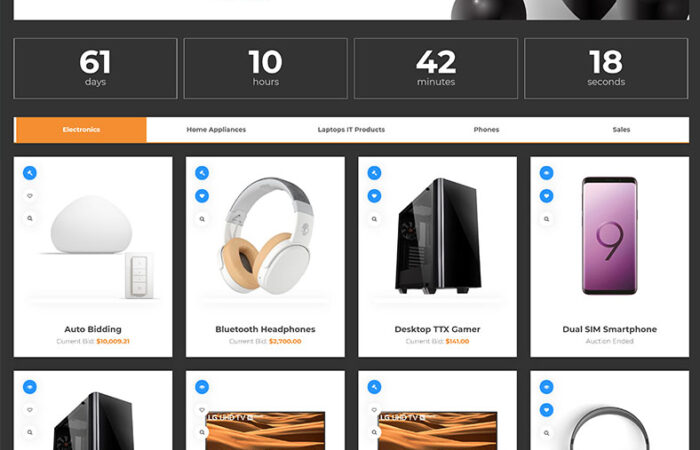 61
days
10
hours
42
minutes
18
seconds
Electronics
Home Appliances
Laptops IT Products
Phones
Sales
9
Auto Bidding
Current Bid: $10,009.21
Bluetooth Headphones
Current Bid: $2,700.00
Desktop TTX Gamer
Current Bid: $141.00
Dual SIM Smartphone
Auction Ended
LG UHD TV
LG UHD TV